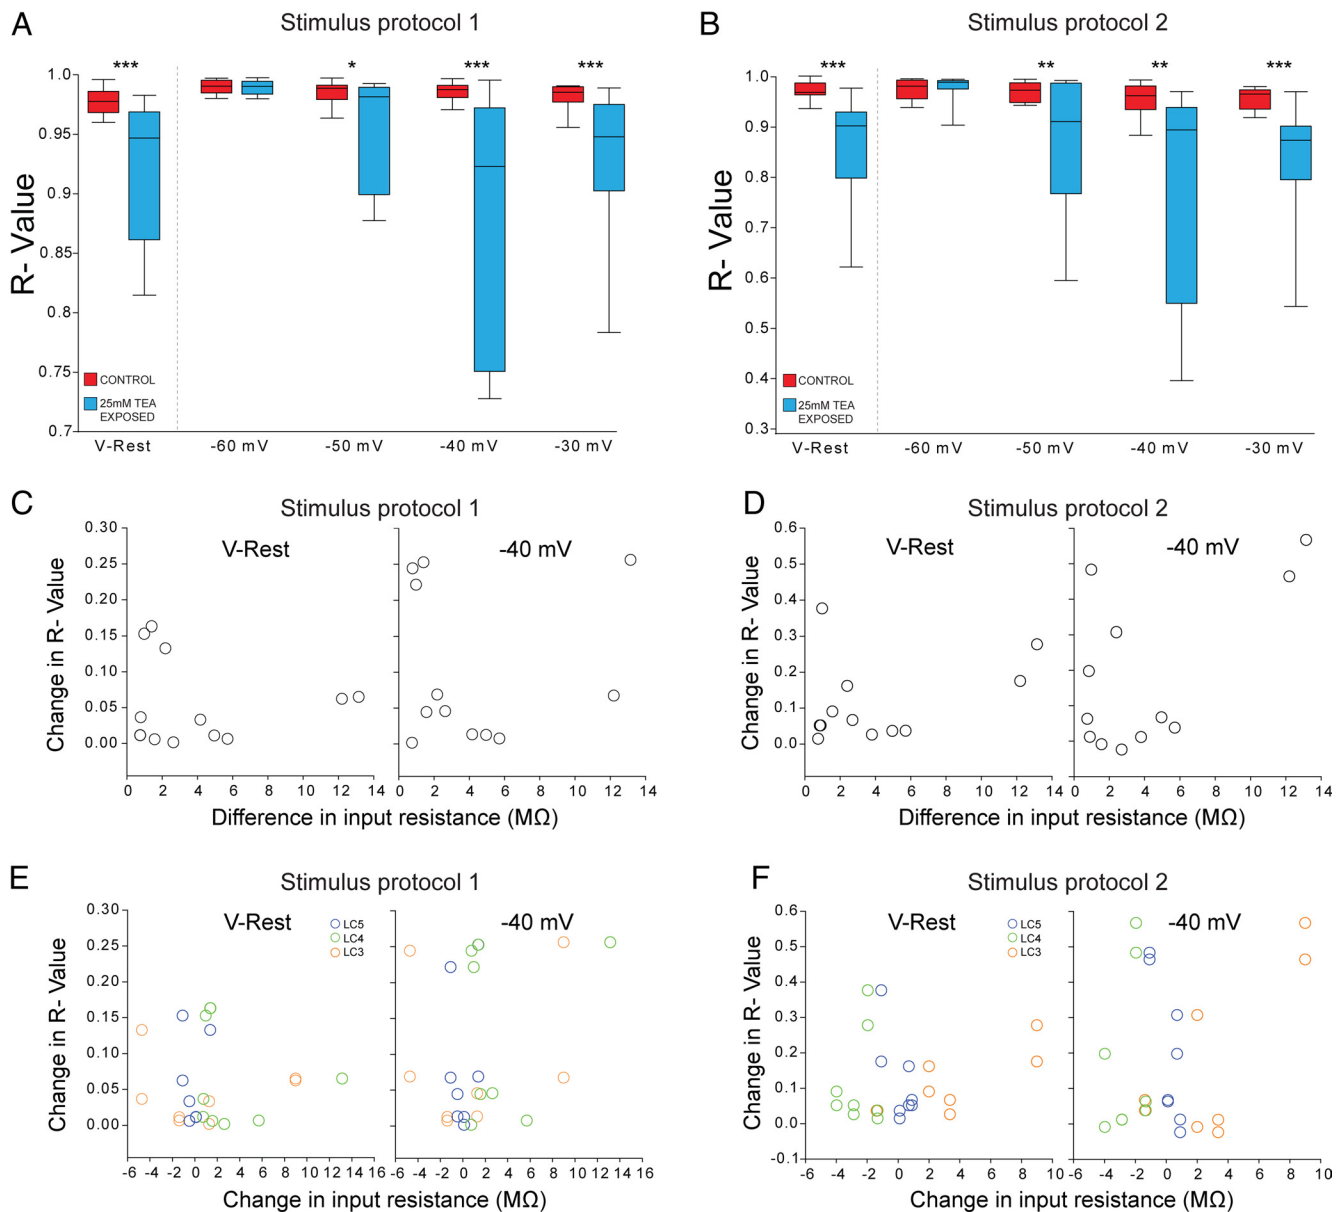 A
Stimulus protocol 1
*** * *** ***
1.0
0.95
0.9
0.85
0.8
0.75
0.7
R- Value
CONTROL
25mM TEA
EXPOSED
V-Rest -60 mV -50 mV -40 mV -30 mV
B
Stimulus protocol 2
*** ** ** ***
1.0
0.9
0.8
0.7
0.6
0.5
0.4
0.3
R- Value
CONTROL
25mM TEA
EXPOSED
V-Rest -60 mV -50 mV -40 mV -30 mV
C
Stimulus protocol 1
V-Rest -40 mV
0.30
0.25
0.20
0.15
0.10
0.05
0.00
Change in R- Value
0 2 4 6 8 10 12 14 0 2 4 6 8 10 12 14
Difference in input resistance (MΩ)
D
Stimulus protocol 2
V-Rest -40 mV
0.6
0.5
0.4
0.3
0.2
0.1
0.0
Change in R- Value
0 2 4 6 8 10 12 14 0 2 4 6 8 10 12 14
Difference in input resistance (MΩ)
E
Stimulus protocol 1
V-Rest -40 mV
LC5
LC4
LC3
0.30
0.25
0.20
0.15
0.10
0.05
0.00
Change in R- Value
-6 -4 -2 0 2 4 6 8 10 12 14 16 -6 -4 -2 0 2 4 6 8 10 12 14 16
Change in input resistance (MΩ)
F
Stimulus protocol 2
V-Rest -40 mV
LC5
LC4
LC3
LC5
LC4
LC3
0.6
0.5
0.4
0.3
0.2
0.1
0.0
-0.1
Change in R- Value
-6 -4 -2 0 2 4 6 8 10 -6 -4 -2 0 2 4 6 8 10
Change in input resistance (MΩ)